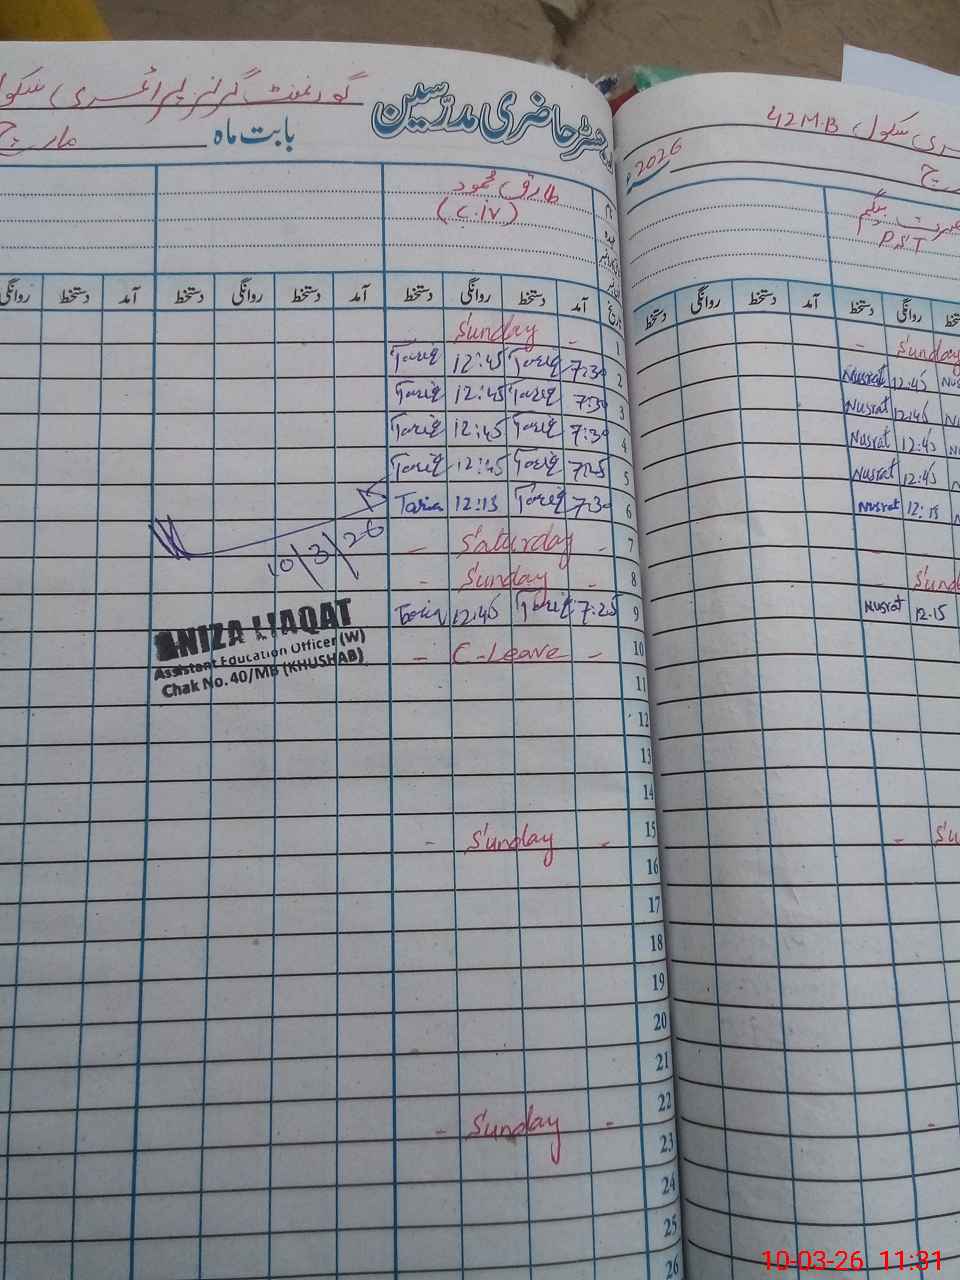 رجسٹر حاضری مدرسین
گورنمنٹ گرلز پرائمری سکول
بابت ماہ مارچ
طارق محمود
(C.IV)
تاریخ آمد دستخط روانگی دستخط آمد دستخط روانگی دستخط آمد دستخط روانگی
1 - Sunday
2 7:30 Tariq 12:45 Tariq
3 7:30 Tariq 12:45 Tariq
4 7:30 Tariq 12:45 Tariq
5 7:25 Tariq 12:45 Tariq
6 7:30 Tariq 12:15 Tariq
7 - Saturday -
8 - Sunday -
9 7:25 Tariq 12:45 Tariq
10 - C-Leave -
11
12
13
14
15 - Sunday -
16
17
18
19
20
21
22 - Sunday -
23
24
25
26
10/3/26
ANIZA LIAQAT
Assistant Education Officer (W)
Chak No. 40/MB (KHUSHAB)
سکول 42 M.B
2026
نصرت بیگم
PST
آمد دستخط روانگی دستخط
Sunday -
12:45 Nusrat
12:45 Nusrat
12:45 Nusrat
12:45 Nusrat
12:15 Nusrat
12:15 Nusrat
10-03-26 11:31